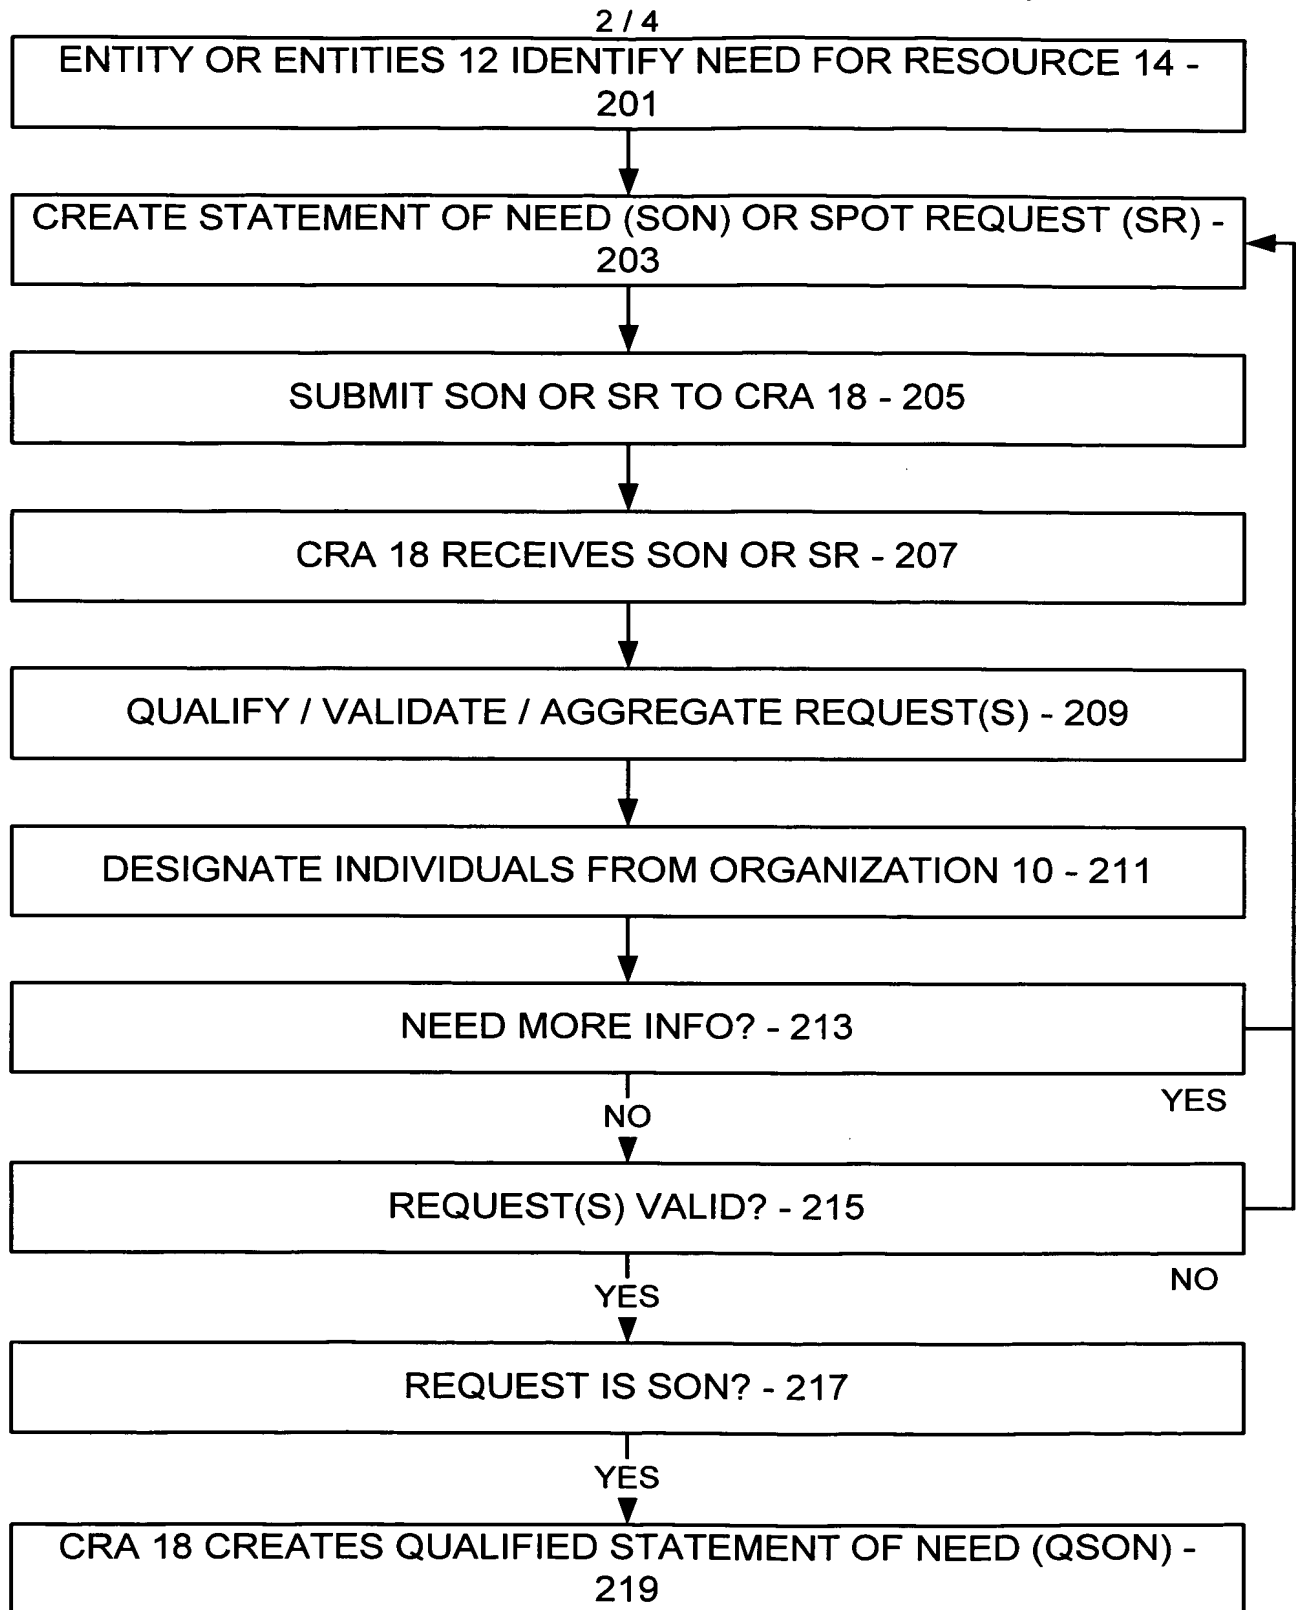 2 / 4
ENTITY OR ENTITIES 12 IDENTIFY NEED FOR RESOURCE 14 -
201
CREATE STATEMENT OF NEED (SON) OR SPOT REQUEST (SR) -
203
SUBMIT SON OR SR TO CRA 18 - 205
CRA 18 RECEIVES SON OR SR - 207
QUALIFY / VALIDATE / AGGREGATE REQUEST(S) - 209
DESIGNATE INDIVIDUALS FROM ORGANIZATION 10 - 211
NEED MORE INFO? - 213
YES
NO
REQUEST(S) VALID? - 215
NO
YES
REQUEST IS SON? - 217
YES
CRA 18 CREATES QUALIFIED STATEMENT OF NEED (QSON) -
219